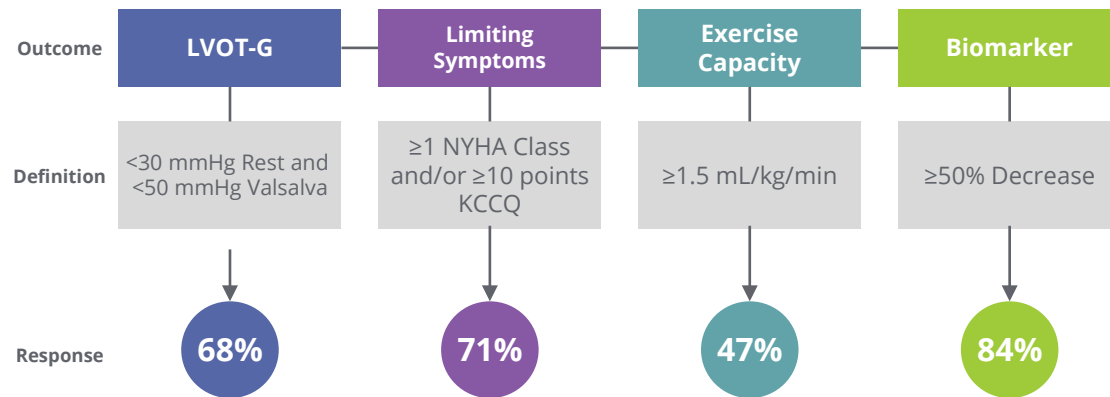 Outcome
LVOT-G
Limiting
Symptoms
Exercise
Capacity
Biomarker
Definition
<30 mmHg Rest and
<50 mmHg Valsalva
≥1 NYHA Class
and/or ≥10 points
KCCQ
≥1.5 mL/kg/min
≥50% Decrease
Response
68%
71%
47%
84%